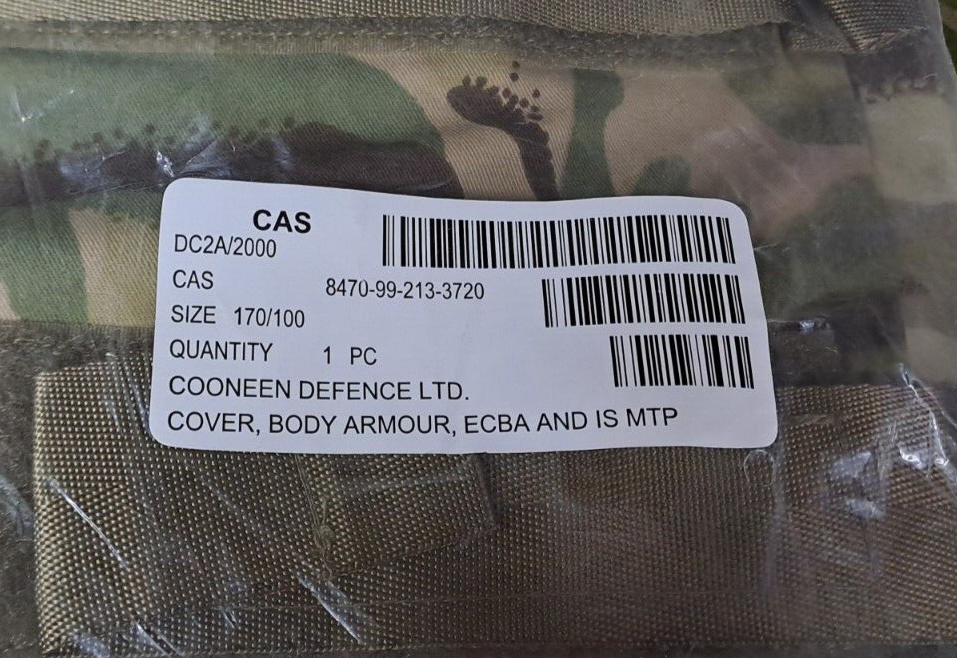 CAS
DC2A/2000
CAS 8470-99-213-3720
SIZE 170/100
QUANTITY 1 PC
COONEEN DEFENCE LTD.
COVER, BODY ARMOUR, ECBA AND IS MTP